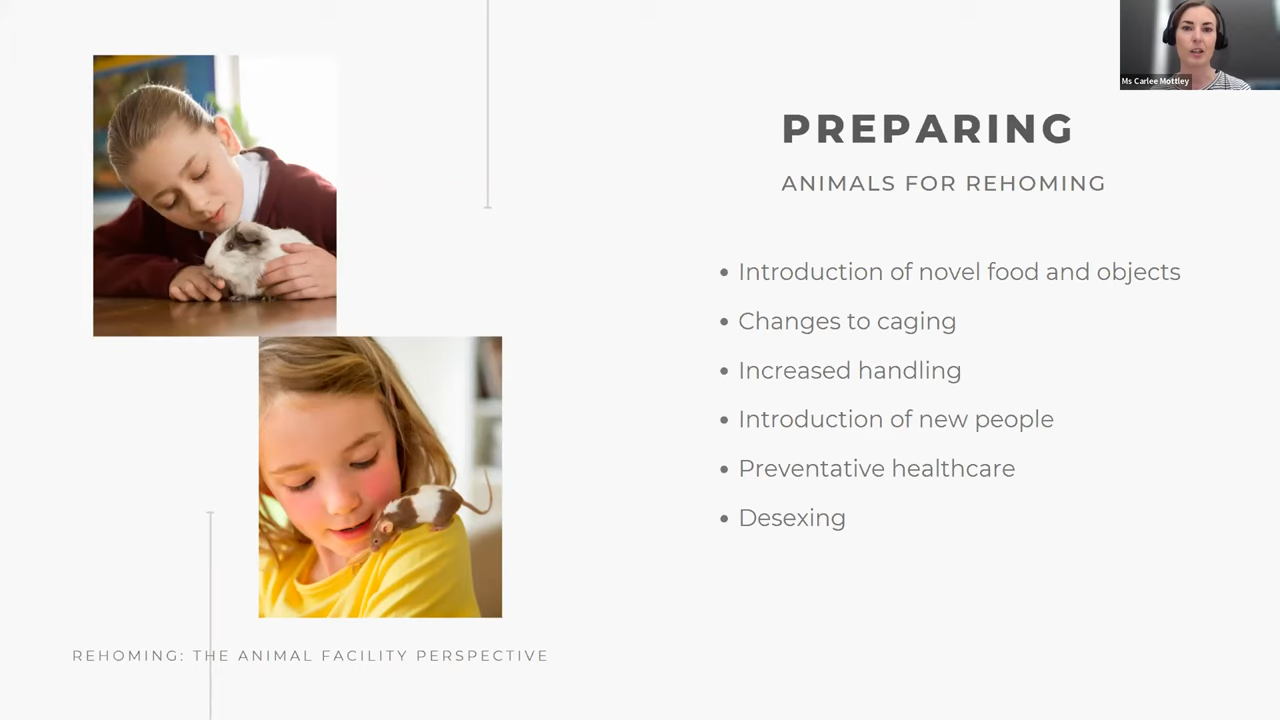 Ms Carlee Mottley
PREPARING
ANIMALS FOR REHOMING
• Introduction of novel food and objects
• Changes to caging
• Increased handling
• Introduction of new people
• Preventative healthcare
• Desexing
REHOMING: THE ANIMAL FACILITY PERSPECTIVE